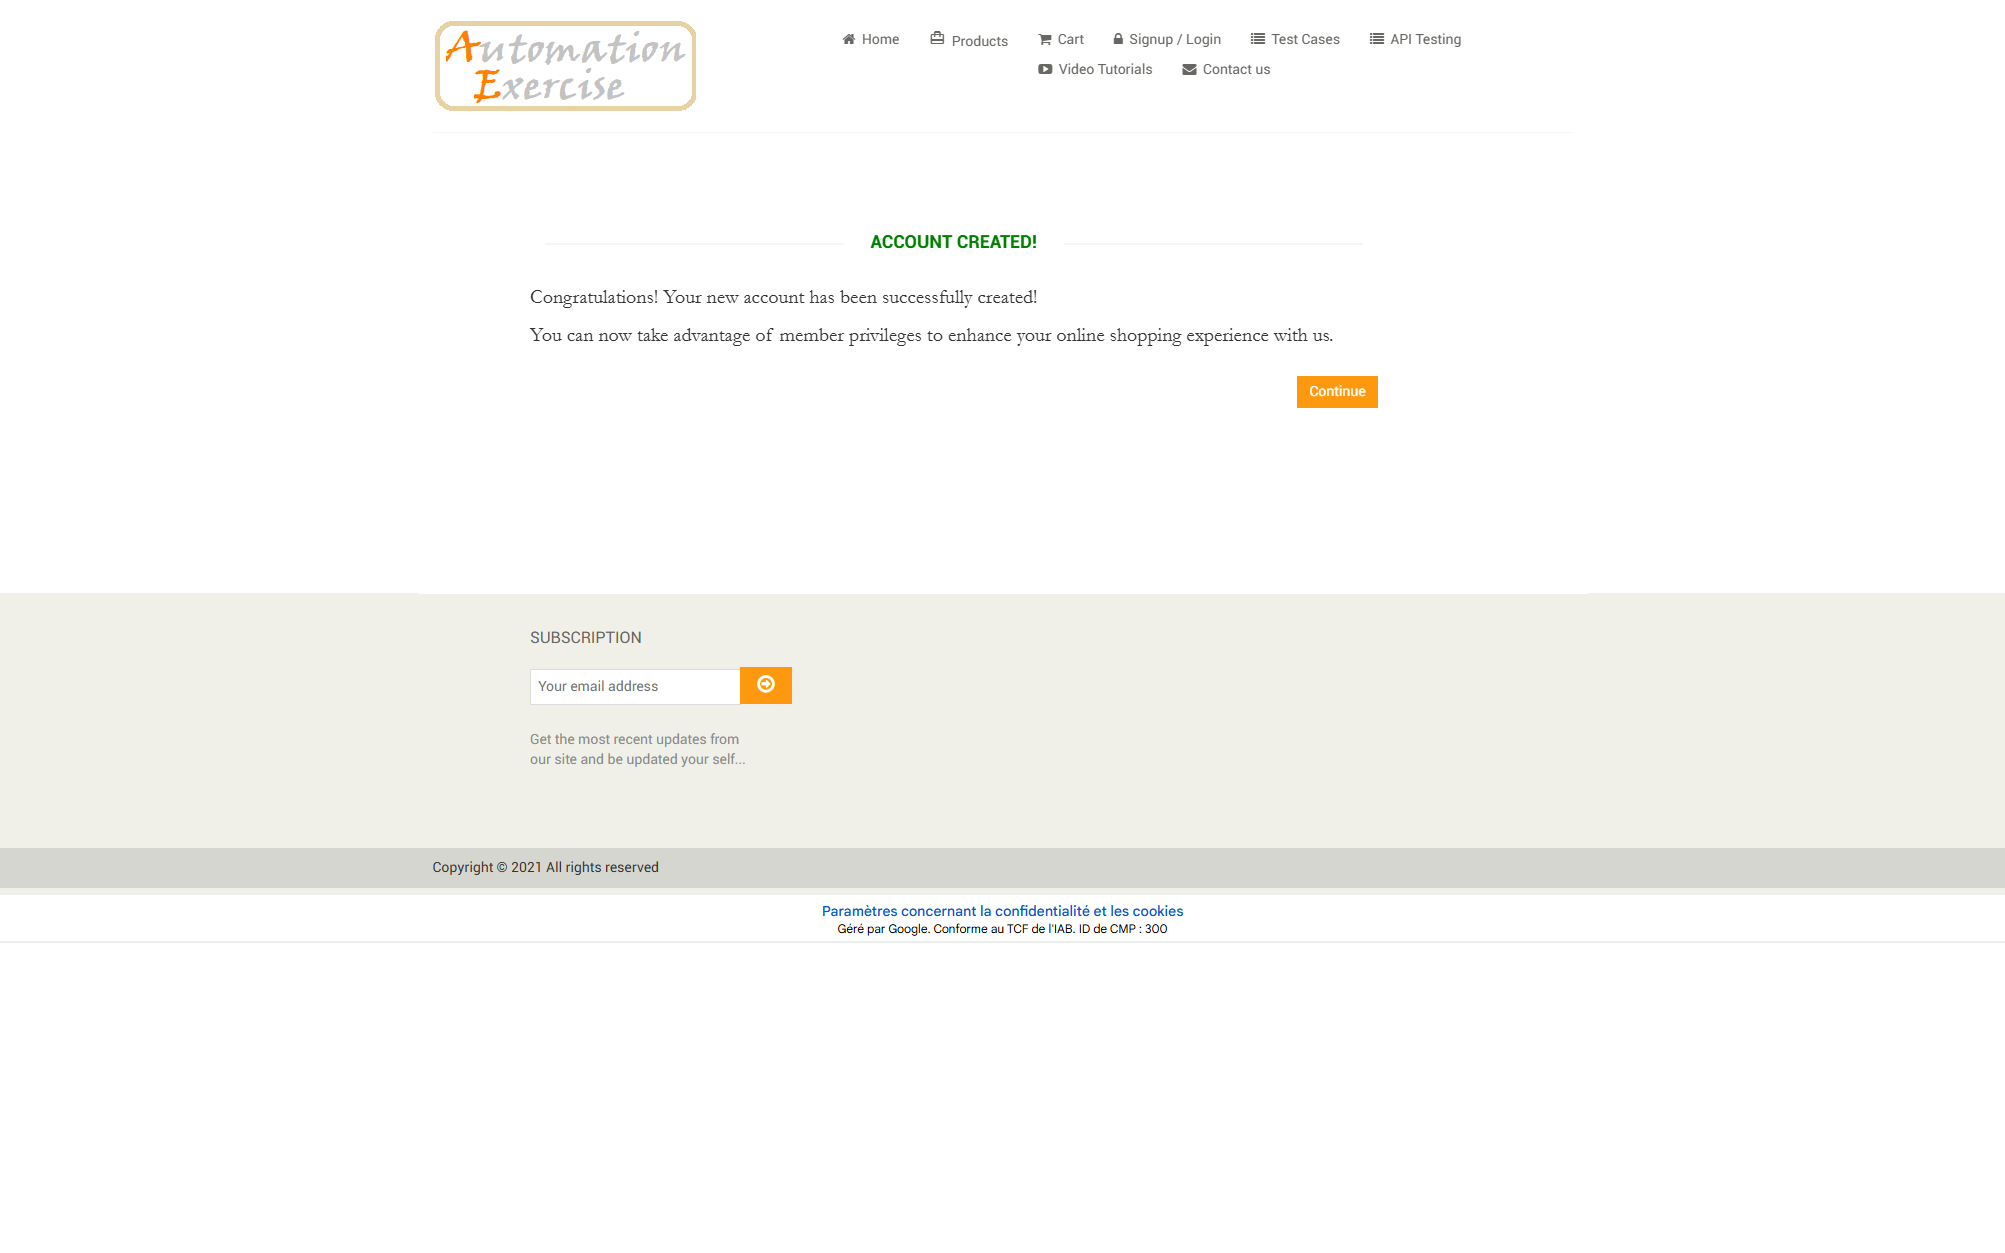 Automation
Exercise
Home
Products
Cart
Signup / Login
Test Cases
API Testing
Video Tutorials
Contact us
ACCOUNT CREATED!
Congratulations! Your new account has been successfully created!
You can now take advantage of member privileges to enhance your online shopping experience with us.
Continue
SUBSCRIPTION
Your email address
Get the most recent updates from
our site and be updated your self...
Copyright © 2021 All rights reserved
Paramètres concernant la confidentialité et les cookies
Géré par Google. Conforme au TCF de l'IAB. ID de CMP : 300